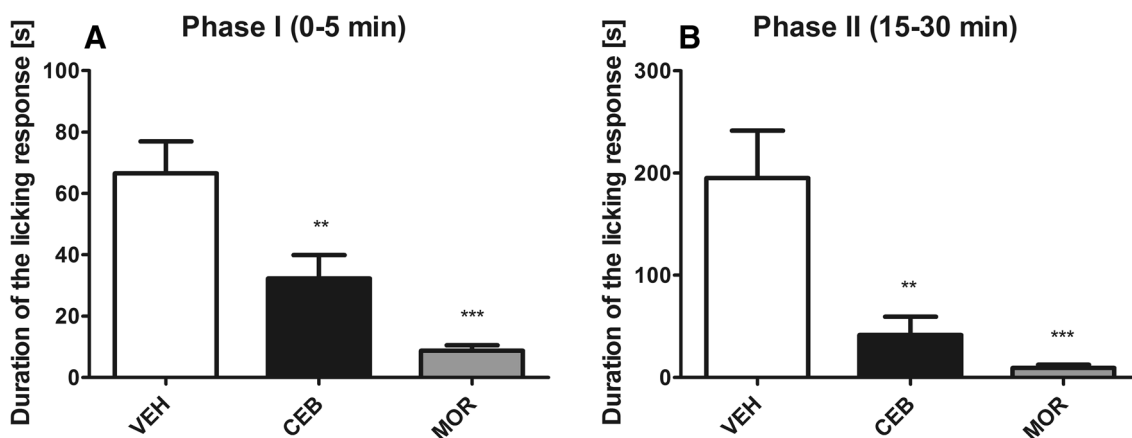 A
Phase I (0-5 min)
Duration of the licking response [s]
100
80
60
40
20
0
**
***
VEH
CEB
MOR
B
Phase II (15-30 min)
Duration of the licking response [s]
300
200
100
0
**
***
VEH
CEB
MOR